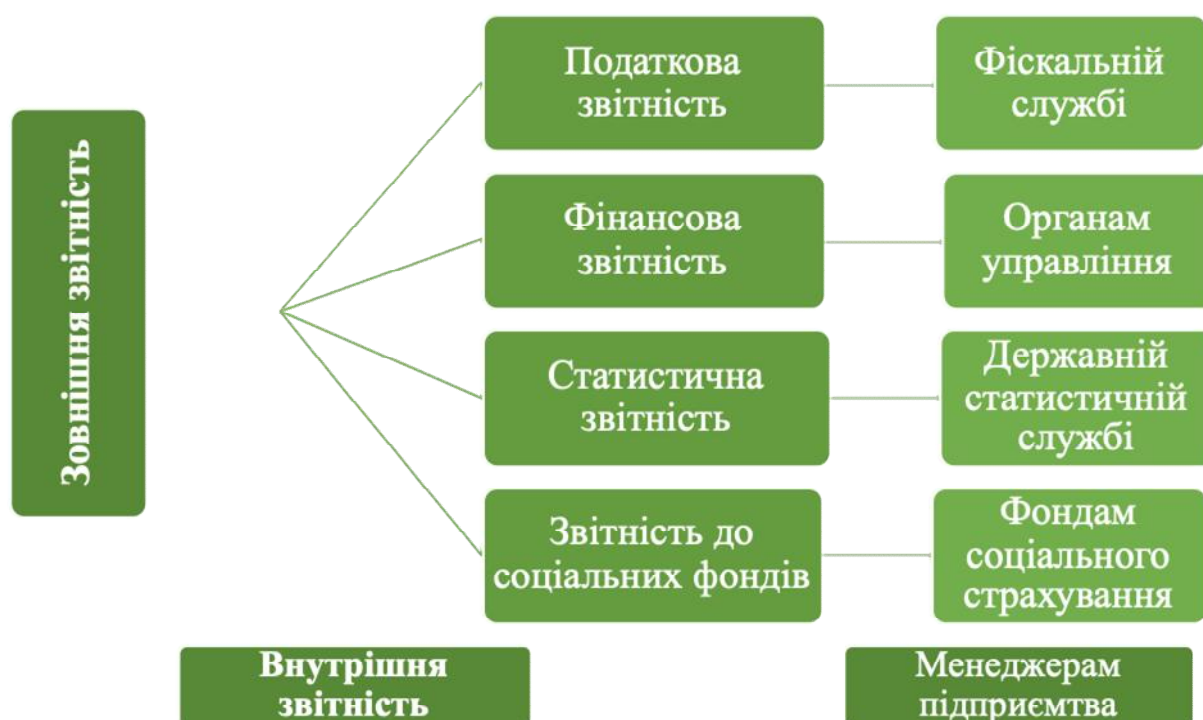 Зовнішня звітність
Податкова
звітність
Фіскальній
службі
Фінансова
звітність
Органам
управління
Статистична
звітність
Державній
статистичній
службі
Звітність до
соціальних фондів
Фондам
соціального
страхування
Внутрішня
звітність
Менеджерам
підприємтва